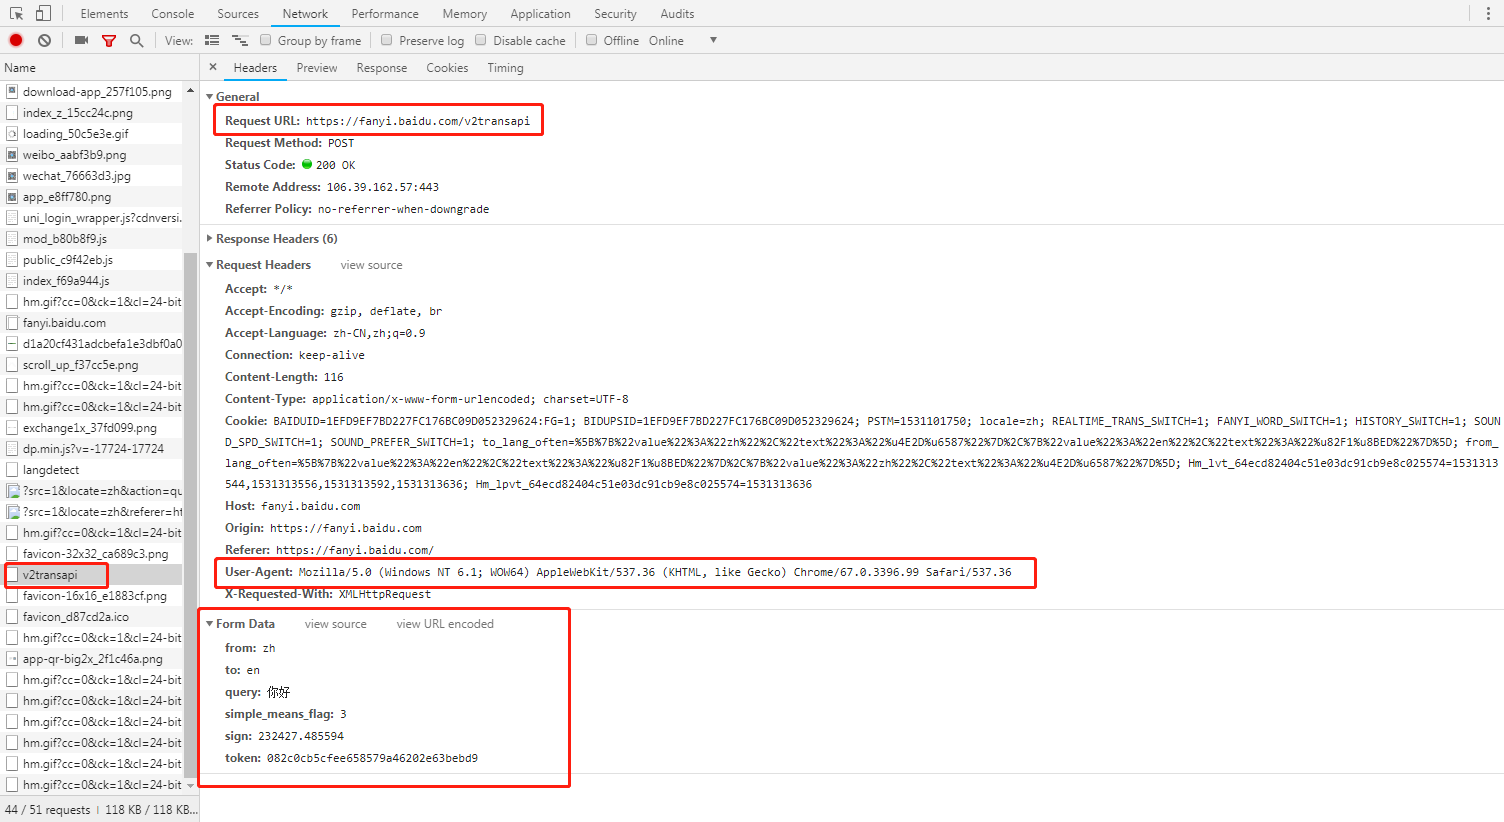 Elements Console Sources Network Performance Memory Application Security Audits
View: Group by frame Preserve log Disable cache Offline Online
Name
download-app_257f105.png
index_z_15cc24c.png
loading_50c5e3e.gif
weibo_aabf3b9.png
wechat_76663d3.jpg
app_e8ff780.png
uni_login_wrapper.js?cdnversi.
mod_b80b8f9.js
public_c9f42eb.js
index_f69a944.js
hm.gif?cc=0&ck=1&cl=24-bit
fanyi.baidu.com
d1a20cf431adcbefa1e3dbf0a0
scroll_up_f37cc5e.png
hm.gif?cc=0&ck=1&cl=24-bit
hm.gif?cc=0&ck=1&cl=24-bit
exchange1x_37fd099.png
dp.min.js?v=-17724-17724
langdetect
?src=1&locate=zh&action=qu
?src=1&locate=zh&referer=ht
hm.gif?cc=0&ck=1&cl=24-bit
favicon-32x32_ca689c3.png
v2transapi
favicon-16x16_e1883cf.png
favicon_d87cd2a.ico
hm.gif?cc=0&ck=1&cl=24-bit
app-qr-big2x_2f1c46a.png
hm.gif?cc=0&ck=1&cl=24-bit
hm.gif?cc=0&ck=1&cl=24-bit
hm.gif?cc=0&ck=1&cl=24-bit
hm.gif?cc=0&ck=1&cl=24-bit
hm.gif?cc=0&ck=1&cl=24-bit
hm.gif?cc=0&ck=1&cl=24-bit
44 / 51 requests | 118 KB / 118 KB...
× Headers Preview Response Cookies Timing
General
Request URL: https://fanyi.baidu.com/v2transapi
Request Method: POST
Status Code: 200 OK
Remote Address: 106.39.162.57:443
Referrer Policy: no-referrer-when-downgrade
Response Headers (6)
Request Headers view source
Accept: */*
Accept-Encoding: gzip, deflate, br
Accept-Language: zh-CN,zh;q=0.9
Connection: keep-alive
Content-Length: 116
Content-Type: application/x-www-form-urlencoded; charset=UTF-8
Cookie: BAIDUID=1EFD9EF7BD227FC176BC09D052329624:FG=1; BIDUPSID=1EFD9EF7BD227FC176BC09D052329624; PSTM=1531101750; locale=zh; REALTIME_TRANS_SWITCH=1; FANYI_WORD_SWITCH=1; HISTORY_SWITCH=1; SOUN
D_SPD_SWITCH=1; SOUND_PREFER_SWITCH=1; to_lang_often=%5B%7B%22value%22%3A%22zh%22%2C%22text%22%3A%22%u4E2D%u6587%22%7D%2C%7B%22value%22%3A%22en%22%2C%22text%22%3A%22%u82F1%u8BED%22%7D%5D; from_
lang_often=%5B%7B%22value%22%3A%22en%22%2C%22text%22%3A%22%u82F1%u8BED%22%7D%2C%7B%22value%22%3A%22zh%22%2C%22text%22%3A%22%u4E2D%u6587%22%7D%5D; Hm_lvt_64ecd82404c51e03dc91cb9e8c025574=1531313
544,1531313556,1531313592,1531313636; Hm_lpvt_64ecd82404c51e03dc91cb9e8c025574=1531313636
Host: fanyi.baidu.com
Origin: https://fanyi.baidu.com
Referer: https://fanyi.baidu.com/
User-Agent: Mozilla/5.0 (Windows NT 6.1; WOW64) AppleWebKit/537.36 (KHTML, like Gecko) Chrome/67.0.3396.99 Safari/537.36
X-Requested-With: XMLHttpRequest
Form Data view source view URL encoded
from: zh
to: en
query: 你好
simple_means_flag: 3
sign: 232427.485594
token: 082c0cb5cfee658579a46202e63bebd9